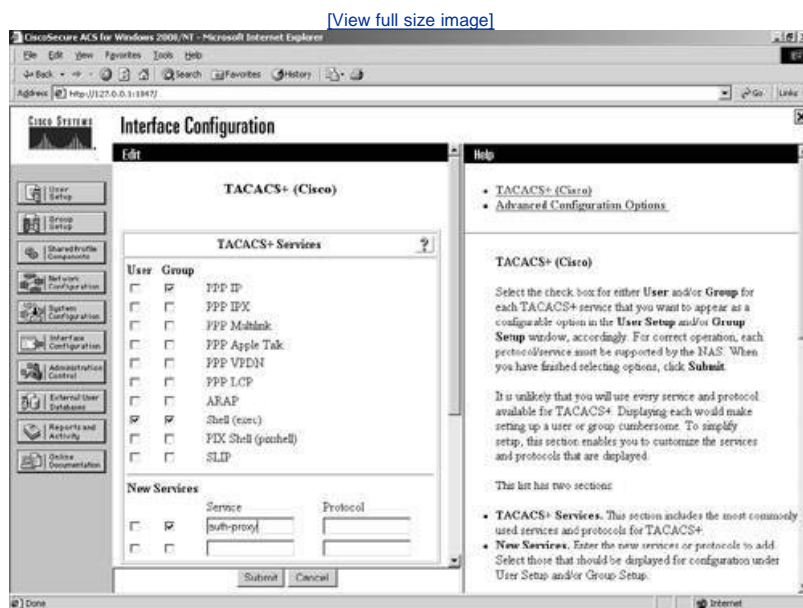 [View full size image]
CiscoSecure ACS for Windows 2000/NT - Microsoft Internet Explorer
File Edit View Favorites Tools Help
Back Search Favorites History
Address http://127.0.0.1:1847/ Go Links
CISCO SYSTEMS
Interface Configuration
Edit
TACACS+ (Cisco)
TACACS+ Services ?
User Group
PPP IP
PPP IPX
PPP Multilink
PPP Apple Talk
PPP VPDN
PPP LCP
ARAP
Shell (exec)
PIX Shell (pixshell)
SLIP
New Services
Service Protocol
auth-proxy
Submit Cancel
User Setup
Group Setup
Shared Profile Components
Network Configuration
System Configuration
Interface Configuration
Administration Control
External User Databases
Reports and Activity
Online Documentation
Help
TACACS+ (Cisco)
Advanced Configuration Options
TACACS+ (Cisco)
Select the check box for either User and/or Group for
each TACACS+ service that you want to appear as a
configurable option in the User Setup and/or Group
Setup window, accordingly. For correct operation, each
protocol/service must be supported by the NAS. When
you have finished selecting options, click Submit.
It is unlikely that you will use every service and protocol
available for TACACS+. Displaying each would make
setting up a user or group cumbersome. To simplify
setup, this section enables you to customize the services
and protocols that are displayed.
This list has two sections
TACACS+ Services. This section includes the most commonly
used services and protocols for TACACS+
New Services. Enter the new services or protocols to add.
Select those that should be displayed for configuration under
User Setup and/or Group Setup.
Done Internet